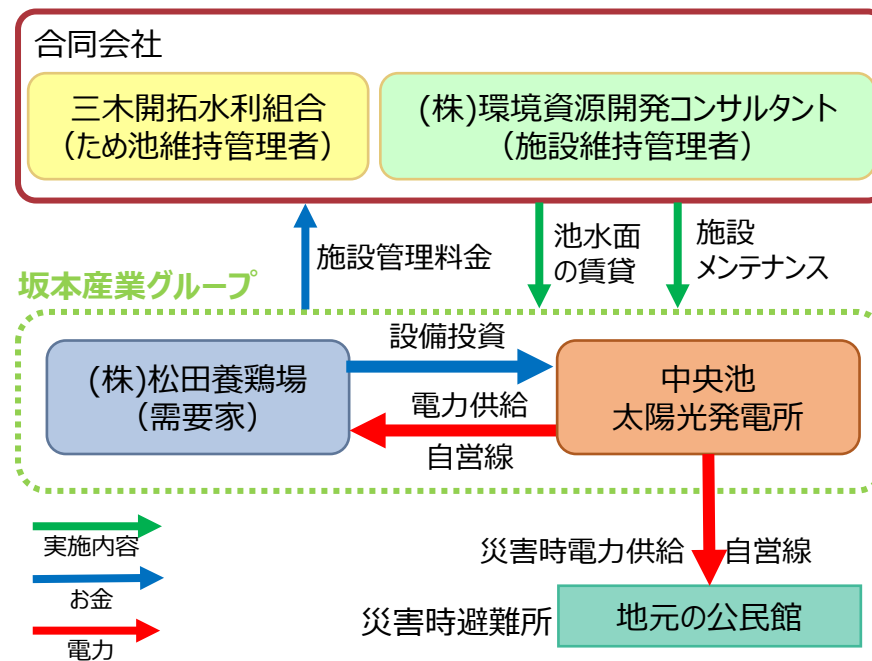 合同会社
三木開拓水利組合
（ため池維持管理者）
(株)環境資源開発コンサルタント
（施設維持管理者）
施設管理料金
池水面
の賃貸
施設
メンテナンス
坂本産業グループ
(株)松田養鶏場
（需要家）
設備投資
電力供給
自営線
中央池
太陽光発電所
実施内容
お金
電力
災害時電力供給
自営線
災害時避難所
地元の公民館